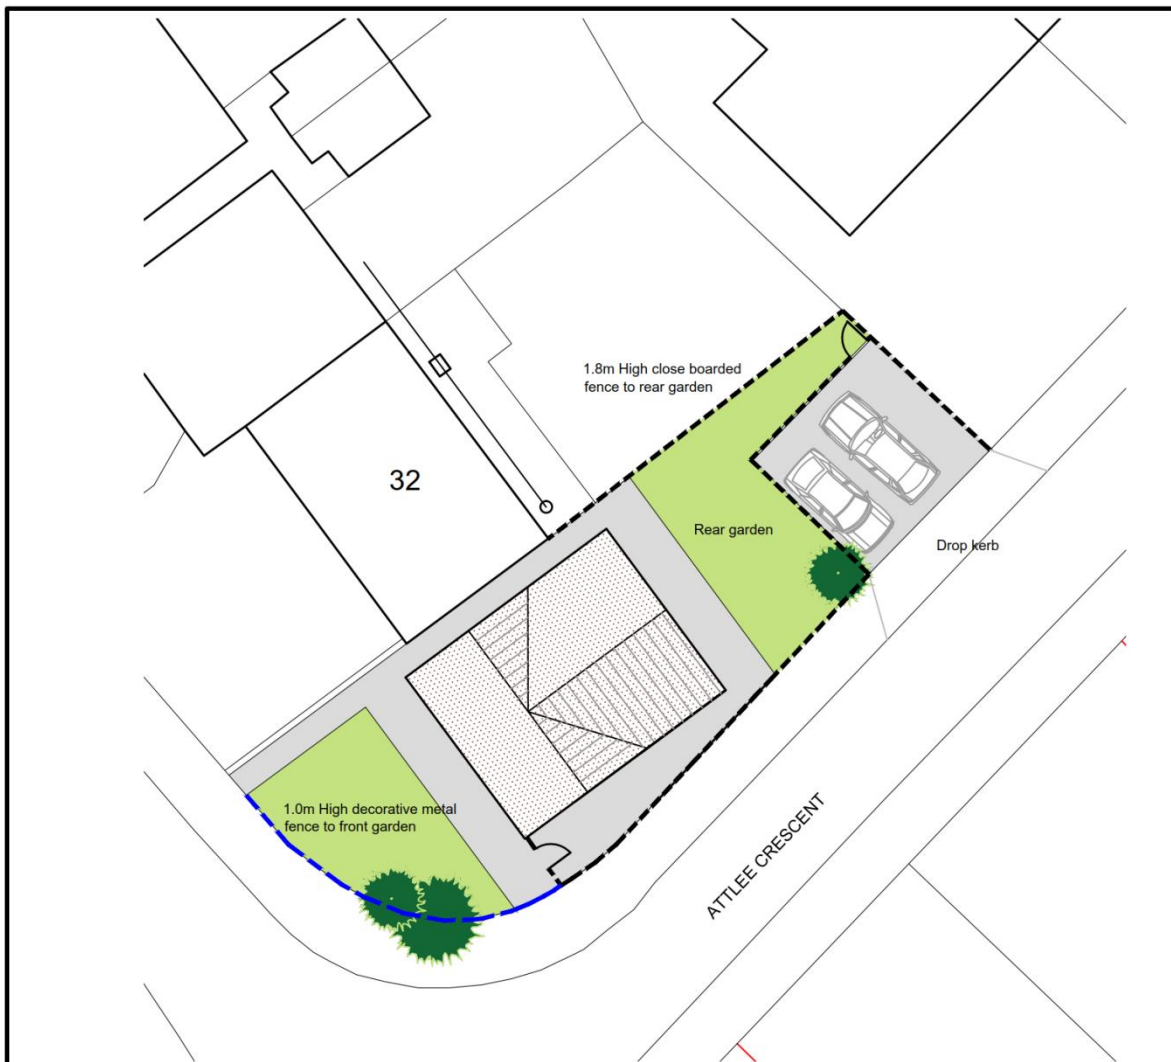 1.8m High close boarded
fence to rear garden
32
Rear garden
Drop kerb
1.0m High decorative metal
fence to front garden
ATTLEE CRESCENT